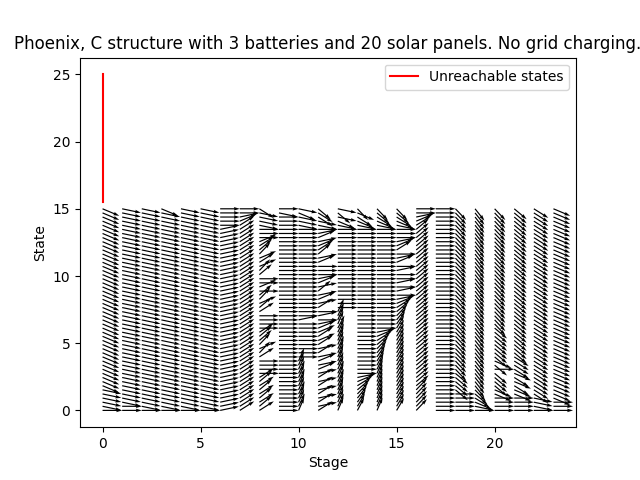 Phoenix, C structure with 3 batteries and 20 solar panels. No grid charging.
Unreachable states
25
20
15
10
5
0
State
0 5 10 15 20
Stage